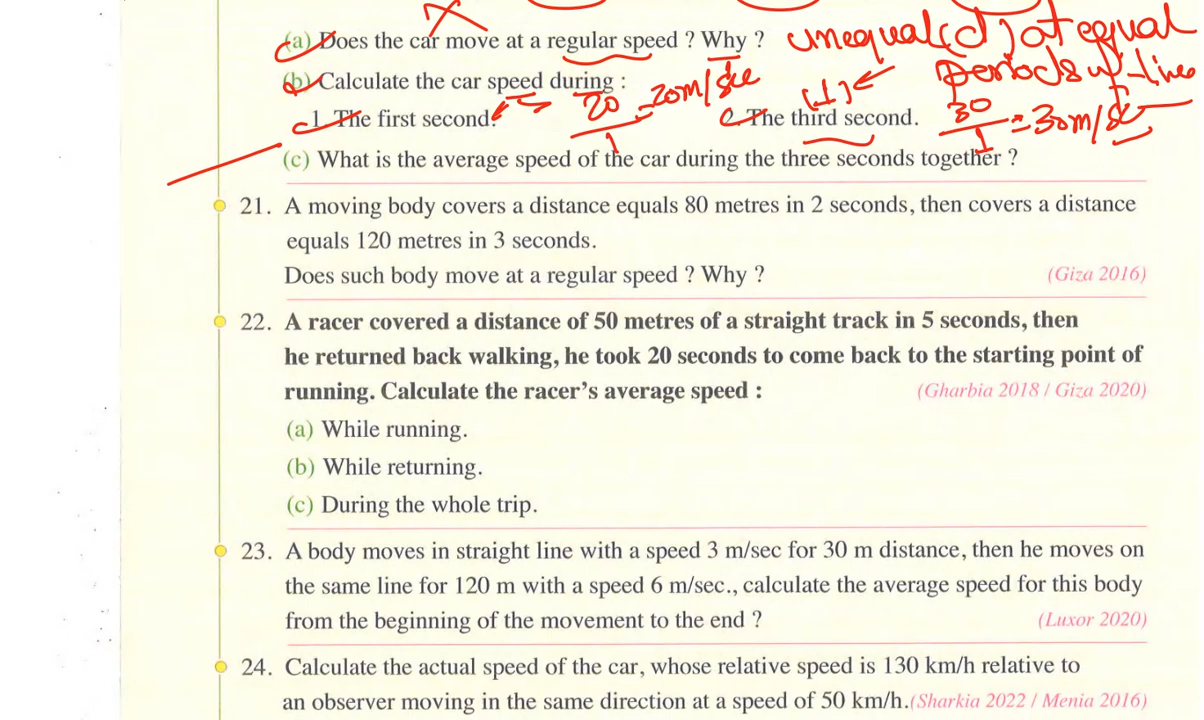 (a) Does the car move at a regular speed ? Why ? unequal (d) at equal
periods of time
(b) Calculate the car speed during :
20/1 = 20m/sec
1. The first second. 2. The third second. 30/1 = 30m/sec
(c) What is the average speed of the car during the three seconds together ?
21. A moving body covers a distance equals 80 metres in 2 seconds, then covers a distance
equals 120 metres in 3 seconds.
Does such body move at a regular speed ? Why ? (Giza 2016)
22. A racer covered a distance of 50 metres of a straight track in 5 seconds, then
he returned back walking, he took 20 seconds to come back to the starting point of
running. Calculate the racer's average speed : (Gharbia 2018 / Giza 2020)
(a) While running.
(b) While returning.
(c) During the whole trip.
23. A body moves in straight line with a speed 3 m/sec for 30 m distance, then he moves on
the same line for 120 m with a speed 6 m/sec., calculate the average speed for this body
from the beginning of the movement to the end ? (Luxor 2020)
24. Calculate the actual speed of the car, whose relative speed is 130 km/h relative to
an observer moving in the same direction at a speed of 50 km/h. (Sharkia 2022 / Menia 2016)